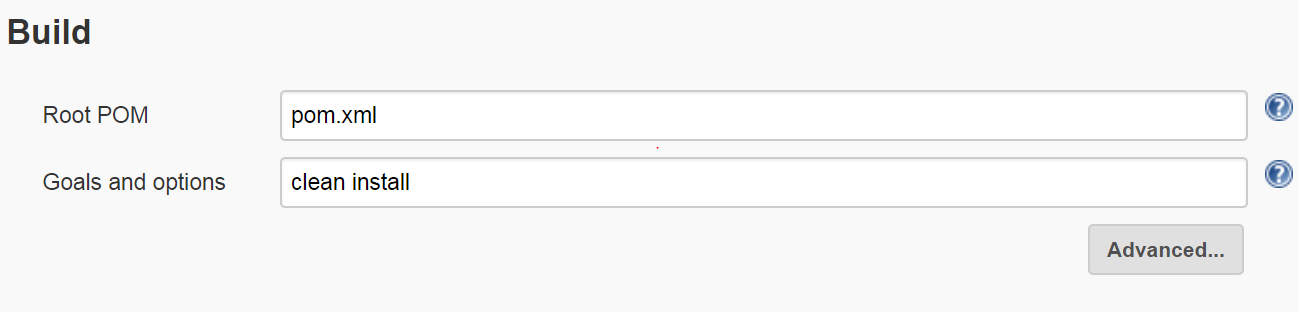 Build
Root POM pom.xml
Goals and options clean install
Advanced...